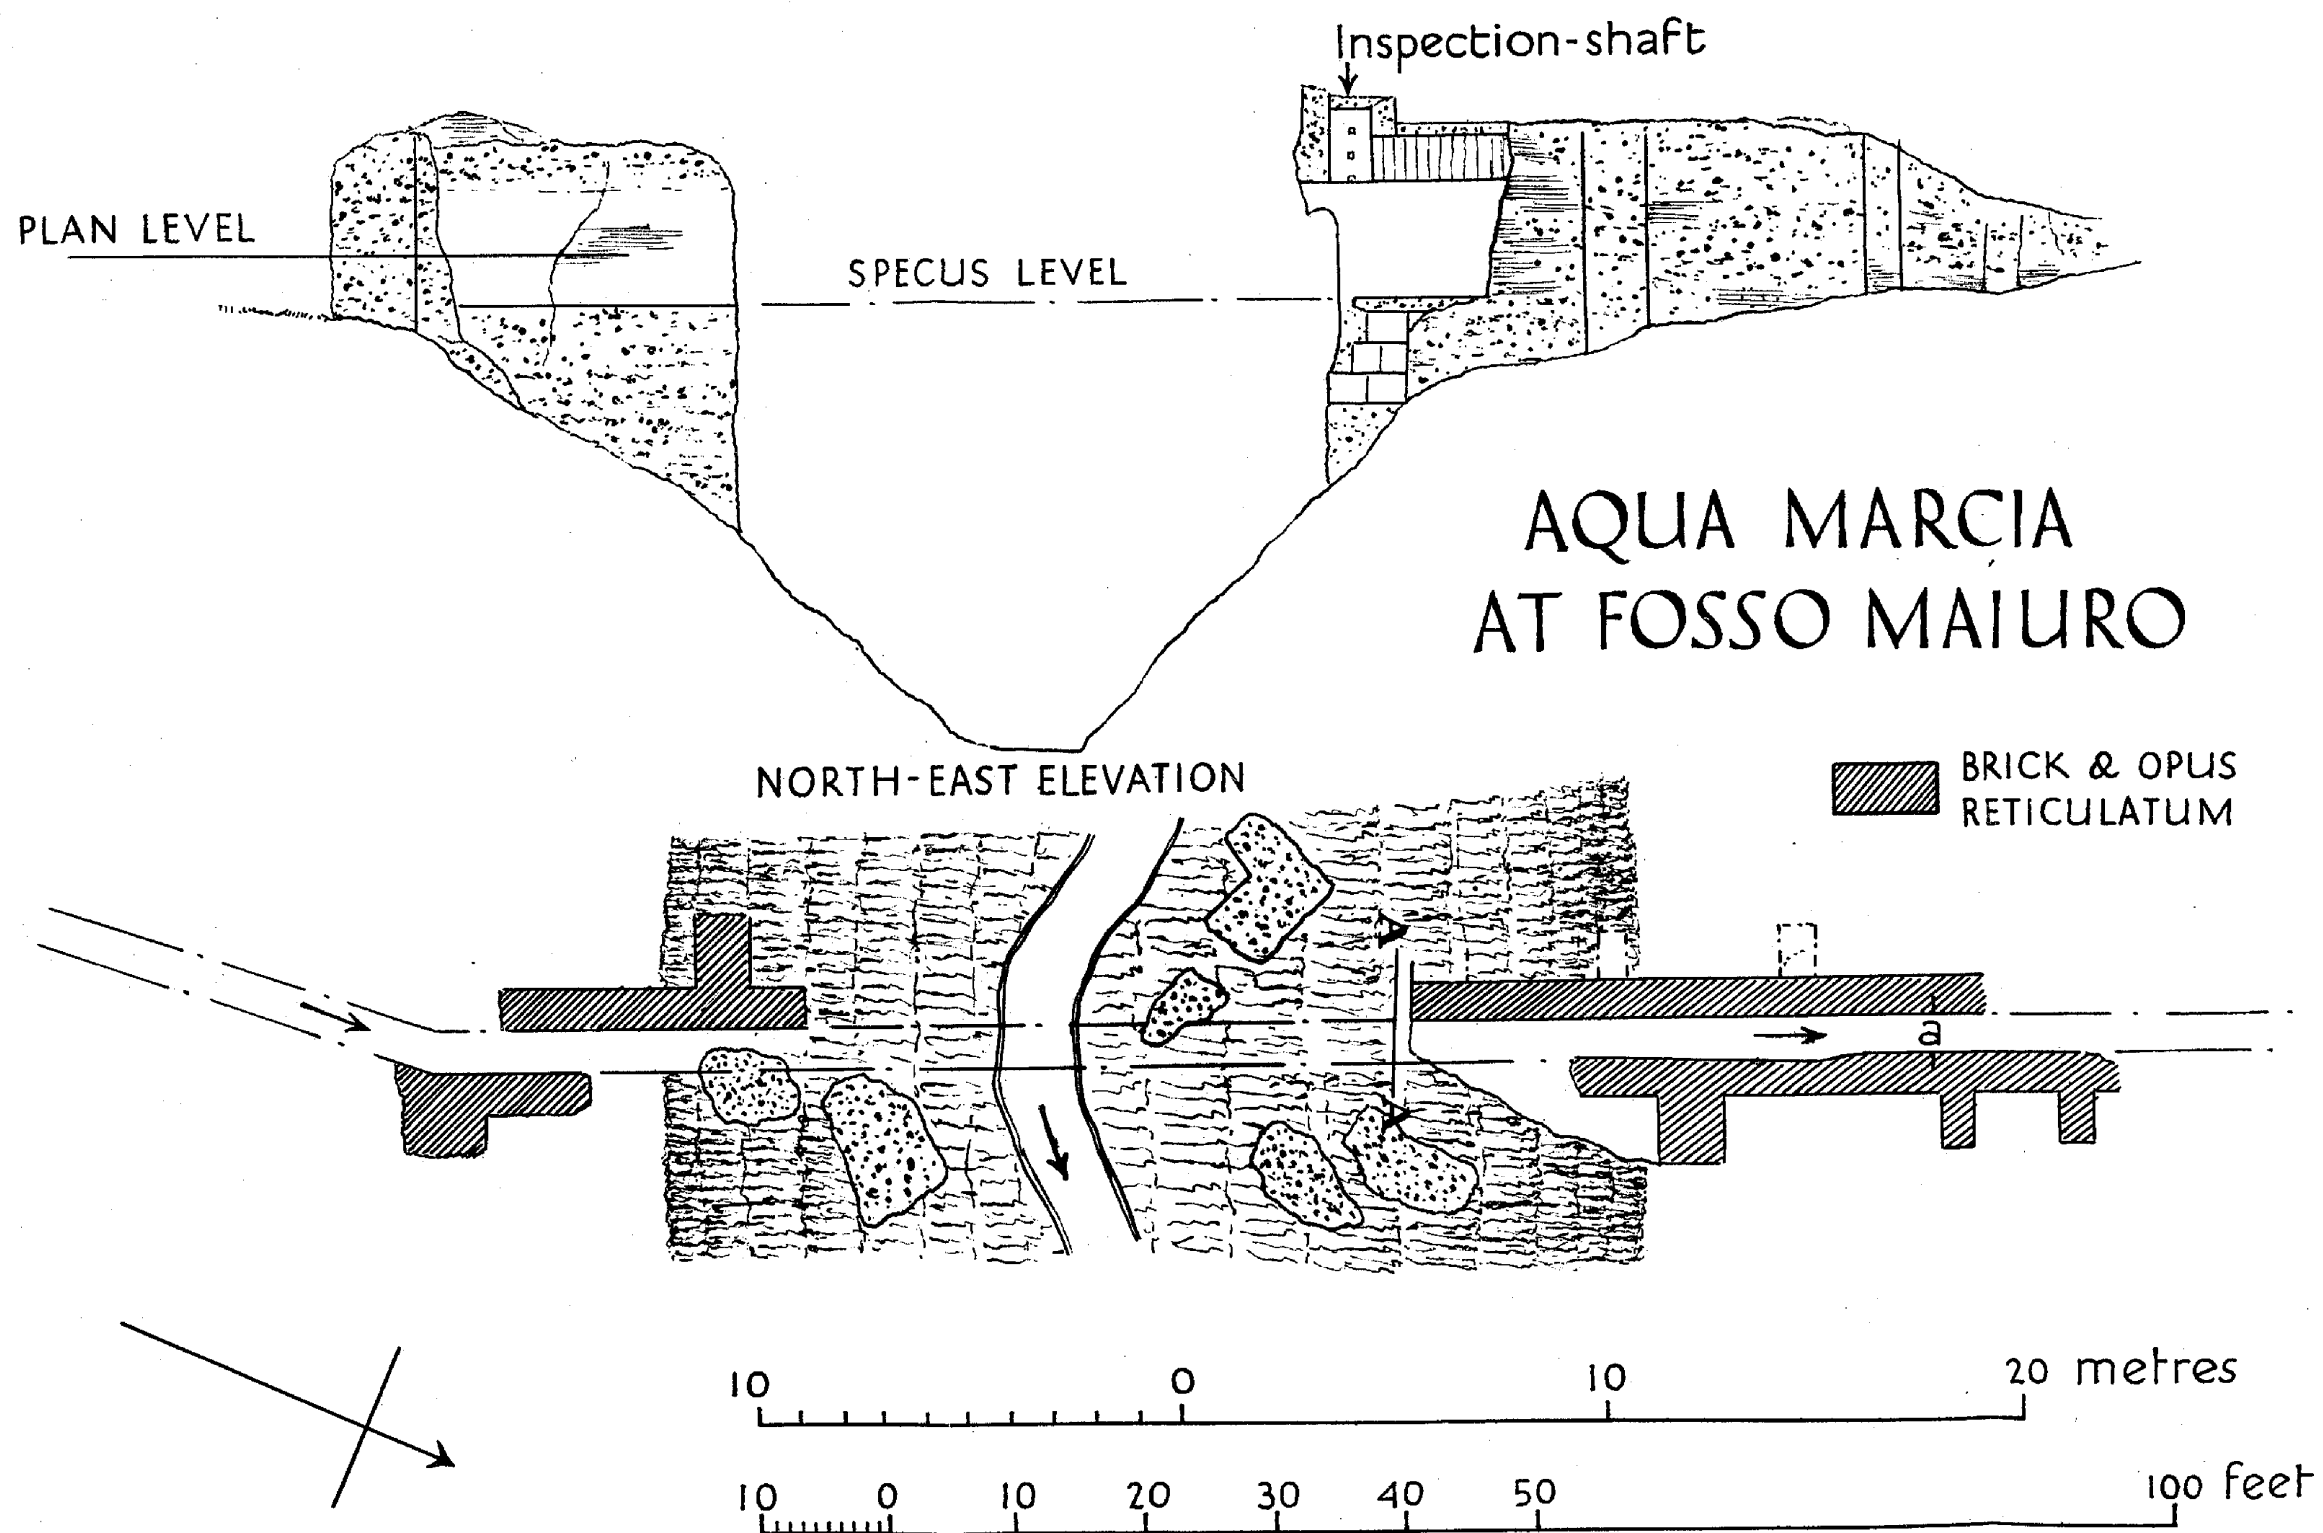 Inspection-shaft
PLAN LEVEL
SPECUS LEVEL
AQUA MARCIA
AT FOSSO MAIURO
NORTH-EAST ELEVATION
BRICK & OPUS
RETICULATUM
A
a
A
10 0 10 20 metres
10 0 10 20 30 40 50 100 feet